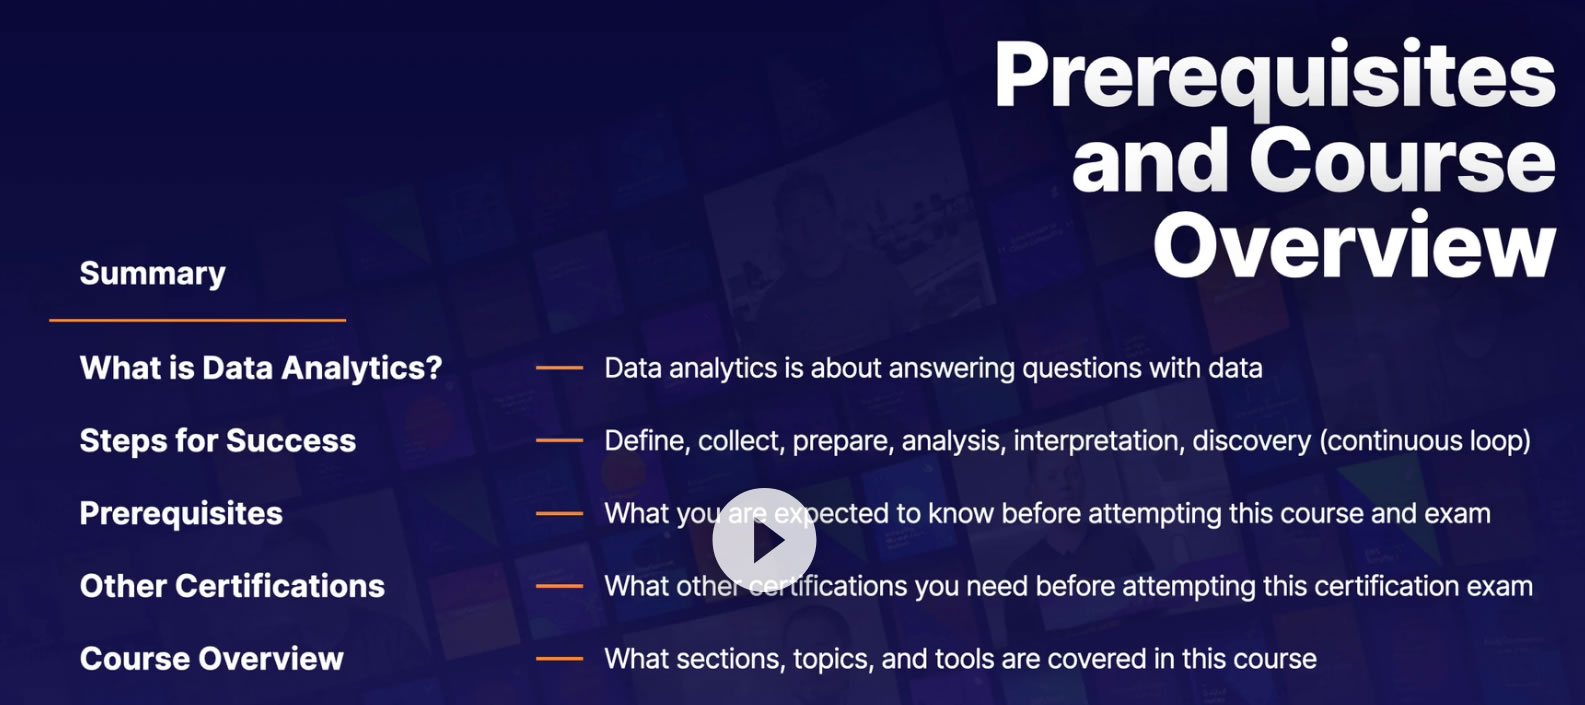 Prerequisites
and Course
Overview
Summary
What is Data Analytics? — Data analytics is about answering questions with data
Steps for Success — Define, collect, prepare, analysis, interpretation, discovery (continuous loop)
Prerequisites — What you are expected to know before attempting this course and exam
Other Certifications — What other certifications you need before attempting this certification exam
Course Overview — What sections, topics, and tools are covered in this course